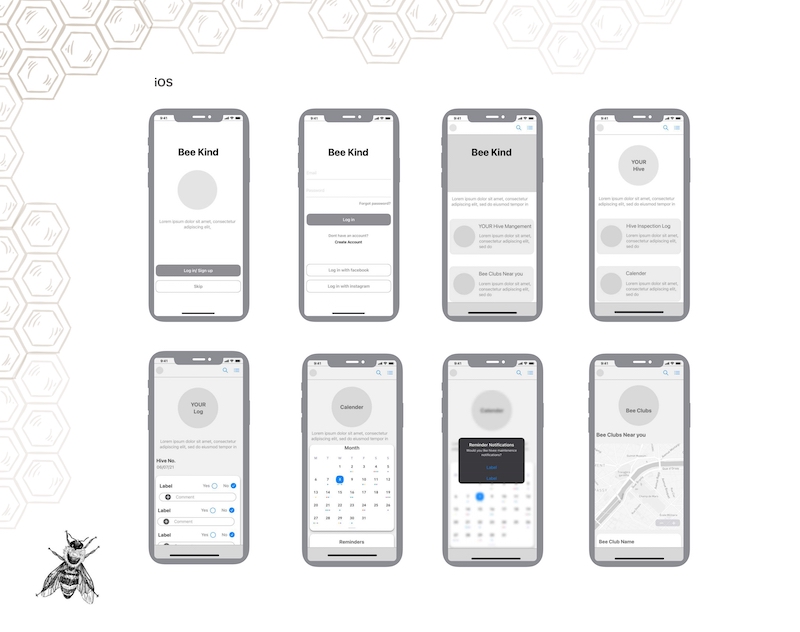 iOS
9:41
Bee Kind
Lorem ipsum dolor sit amet, consectetur
adipiscing elit,
Log in/ Sign up
Skip
9:41
Bee Kind
Email
Password
Forgot password?
Log in
Create Account
Log in with facebook
Log in with Instagram
9:41
Bee Kind
Lorem ipsum dolor sit amet, consectetur
adipiscing elit, sed do eiusmod tempor in
YOUR Hive Mangement
Lorem ipsum dolor sit amet,
consectetur adipiscing elit,
sed do
Bee Clubs Near you
Lorem ipsum dolor sit amet,
consectetur adipiscing elit,
sed do
9:41
YOUR
Hive
Lorem ipsum dolor sit amet, consectetur
adipiscing elit, sed do eiusmod tempor in
Hive Inspection Log
Lorem ipsum dolor sit amet,
consectetur adipiscing elit,
sed do
Calender
Lorem ipsum dolor sit amet,
consectetur adipiscing elit,
sed do
9:41
YOUR
Log
Lorem ipsum dolor sit amet, consectetur
adipiscing elit, sed do eiusmod tempor in
Hive No.
Label Yes Yes
Comment
Label Yes No
Comment
Label Yes No
9:41
Calender
Lorem ipsum dolor sit amet, consectetur
adipiscing elit, sed do eiusmod tempor in
Month
M T W T F S
1 2 3 4 5
6 7 8 9 10 11 12
13 14 15 16 17 18 19
20 21 22 23 24 25 26
27 28 29 30 31
Reminders
9:41
Calender
Reminder Notifications
Would you like these maintenance
notifications?
Label
Label
9:41
Bee Clubs
Bee Clubs Near you
Bee Club Name